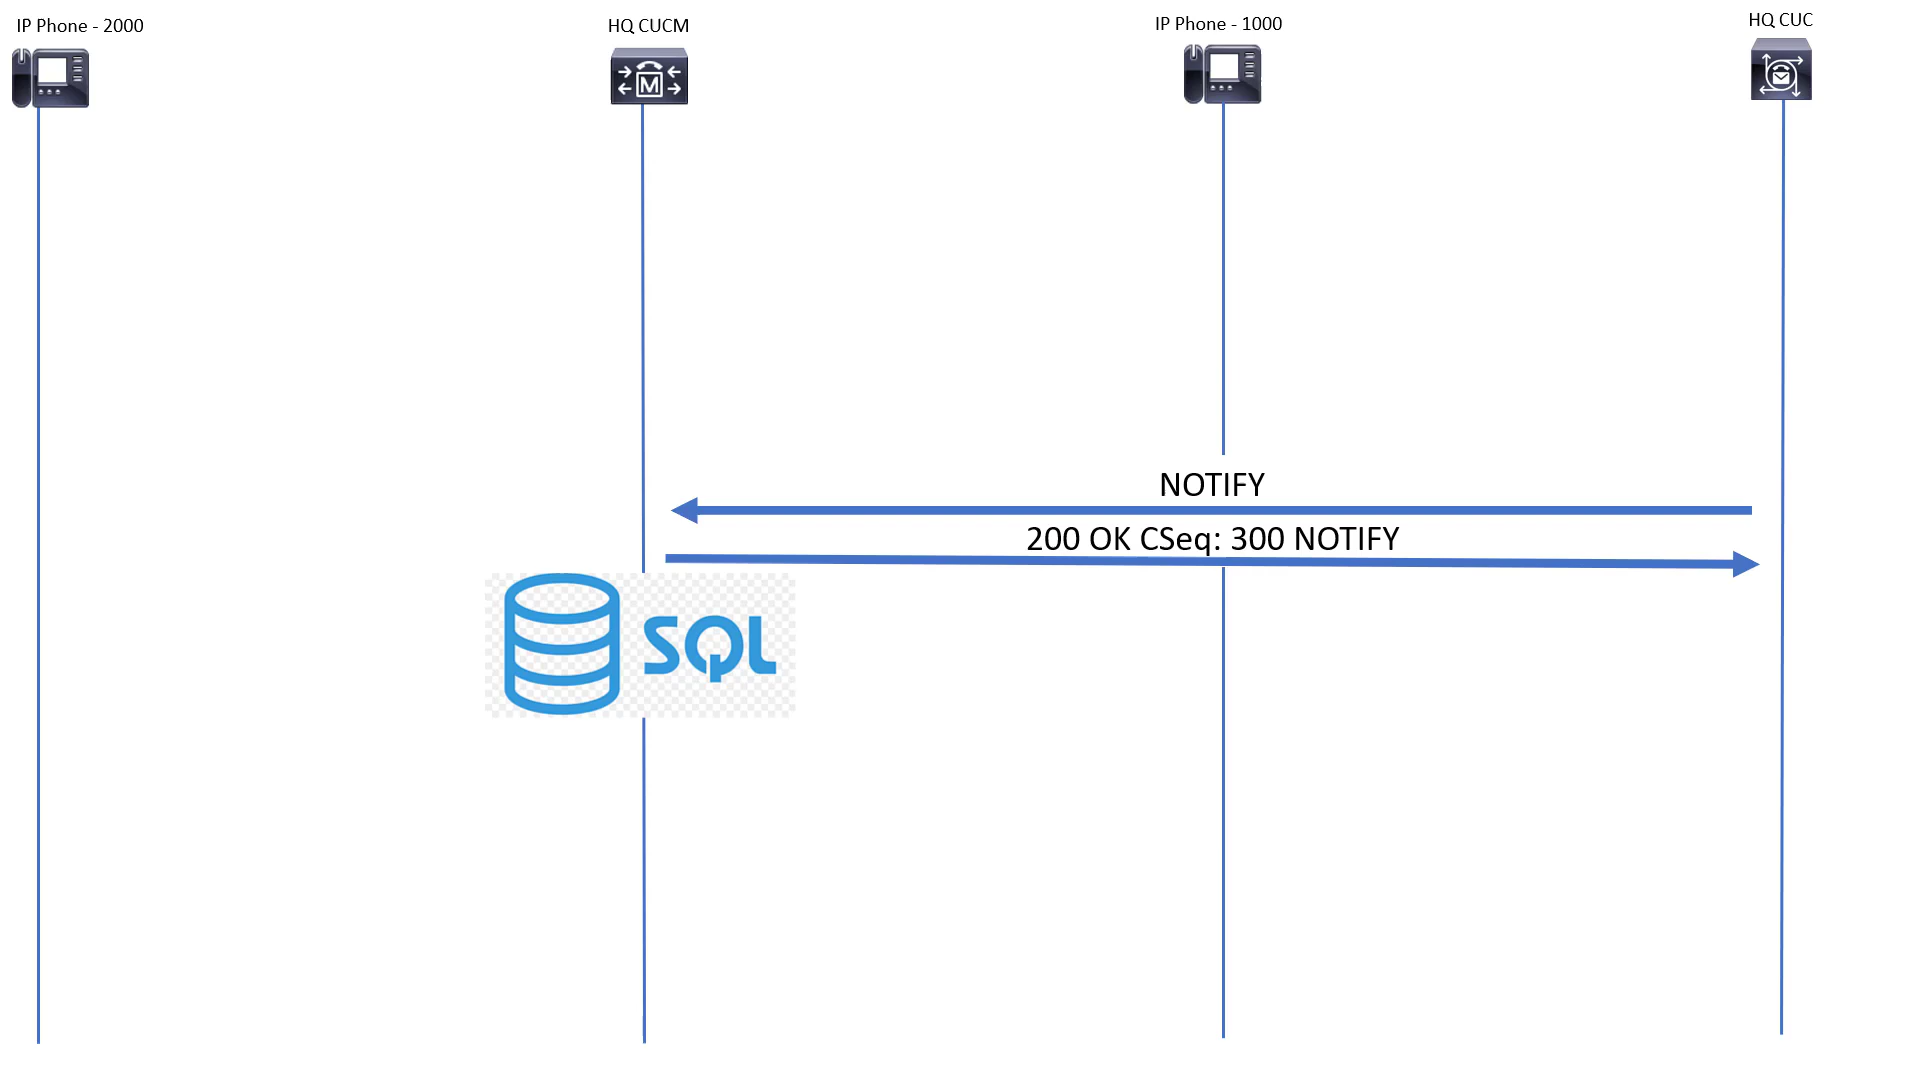 IP Phone - 2000
HQ CUCM
IP Phone - 1000
HQ CUC
M
NOTIFY
200 OK CSeq: 300 NOTIFY
SQL